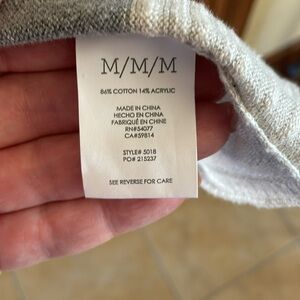 M/M/M
86% COTTON 14% ACRYLIC
MADE IN CHINA
HECHO EN CHINA
FABRIQUÉ EN CHINE
RN#54077
CA#59814
STYLE# 5018
PO# 215237
SEE REVERSE FOR CARE